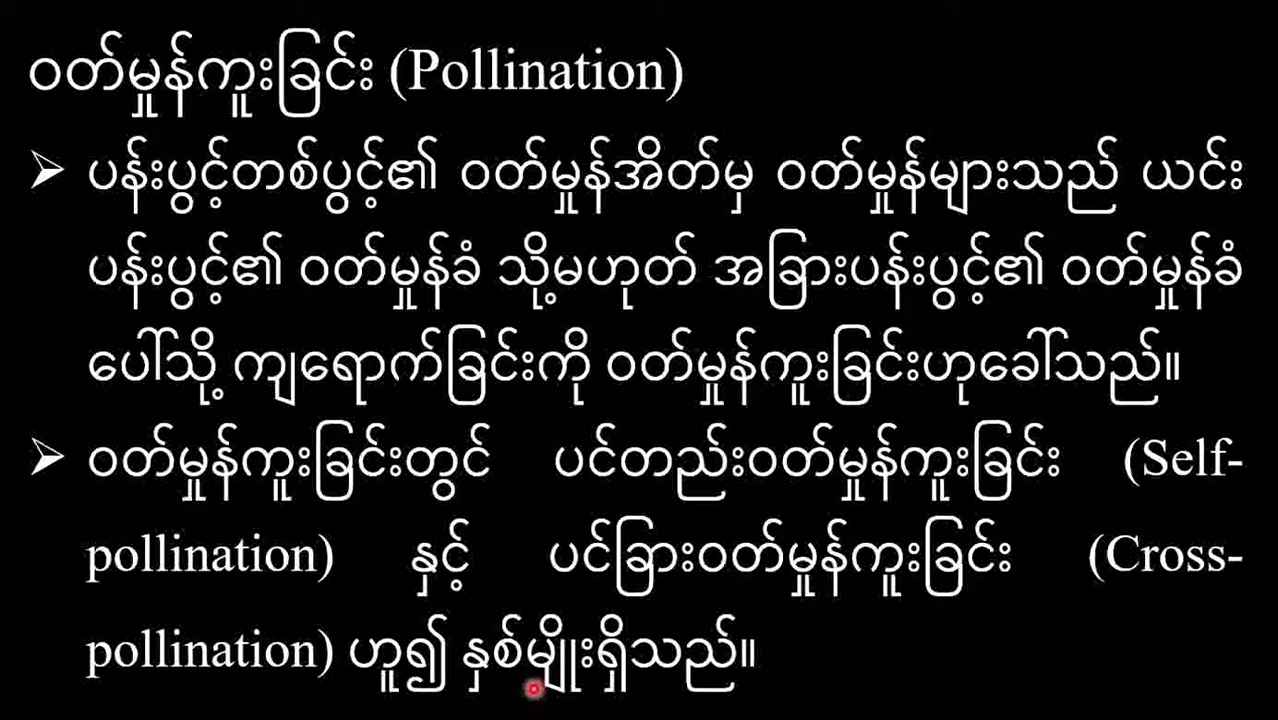 ဝတ်မှုန်ကူးခြင်း (Pollination)
➢ ပန်းပွင့်တစ်ပွင့်၏ ဝတ်မှုန်အိတ်မှ ဝတ်မှုန်များသည် ယင်း
ပန်းပွင့်၏ ဝတ်မှုန်ခံ သို့မဟုတ် အခြားပန်းပွင့်၏ ဝတ်မှုန်ခံ
ပေါ်သို့ ကျရောက်ခြင်းကို ဝတ်မှုန်ကူးခြင်းဟုခေါ်သည်။
➢ ဝတ်မှုန်ကူးခြင်းတွင် ပင်တည်းဝတ်မှုန်ကူးခြင်း (Self-
pollination) နှင့် ပင်ခြားဝတ်မှုန်ကူးခြင်း (Cross-
pollination) ဟူ၍ နှစ်မျိုးရှိသည်။